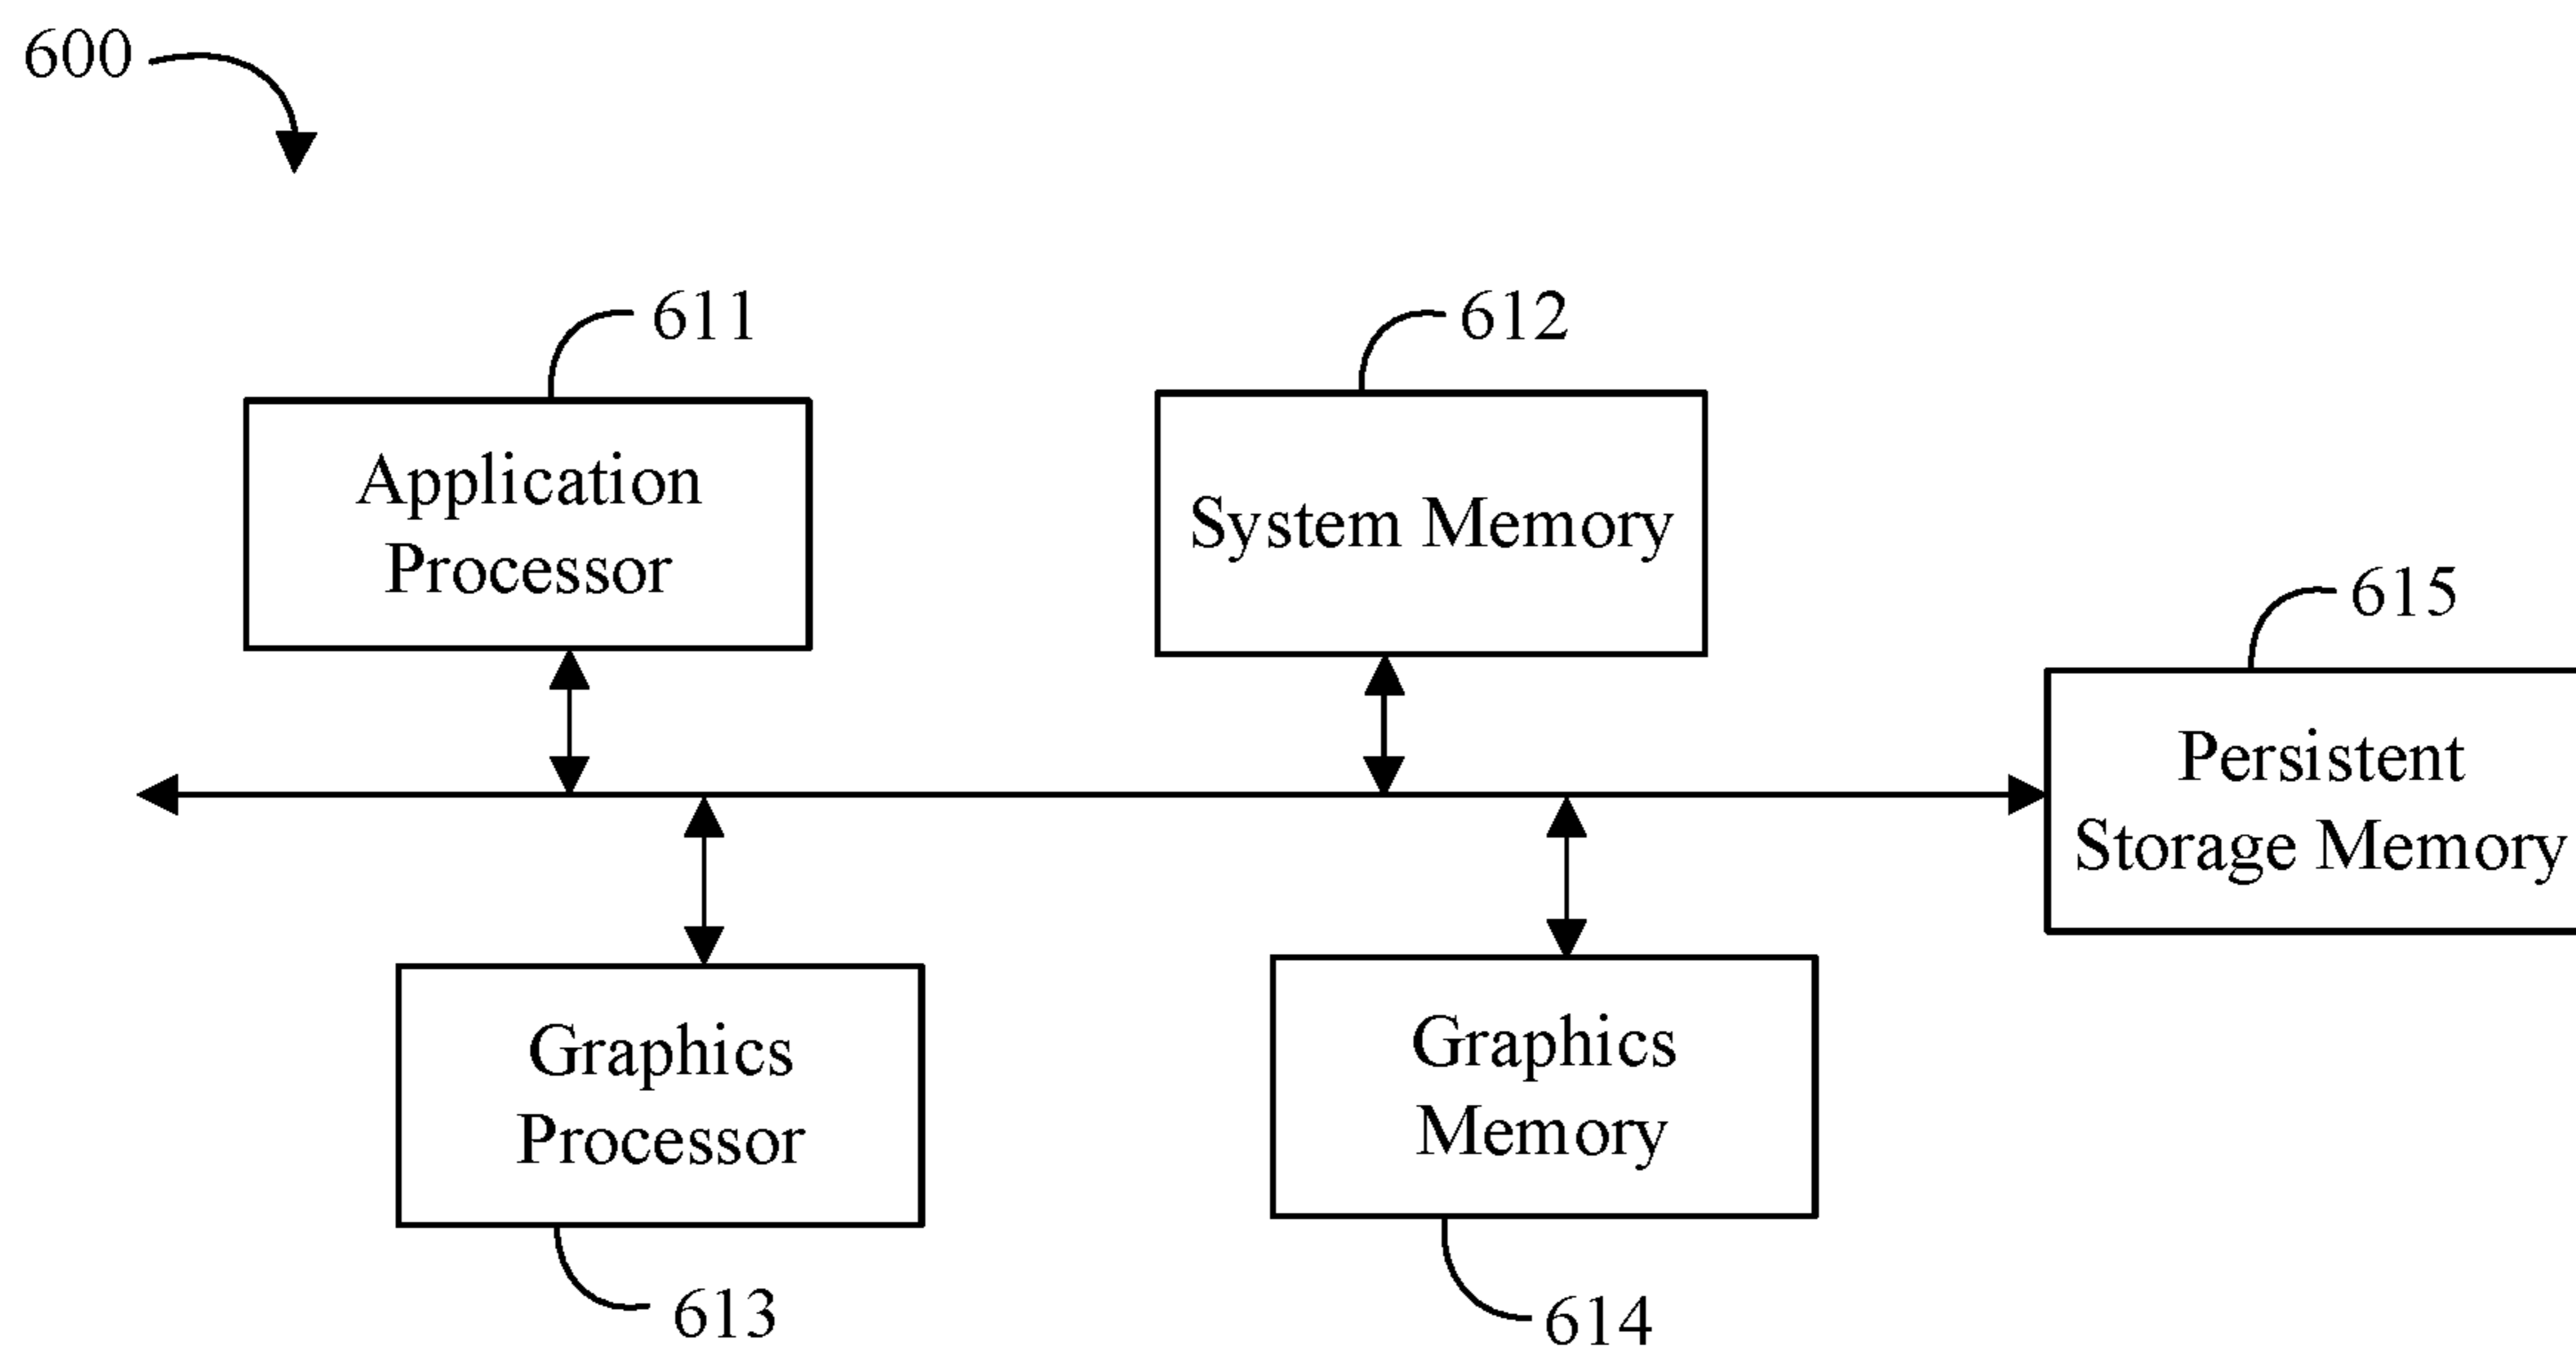 600
611
612
Application
Processor
System Memory
615
Persistent
Storage Memory
Graphics
Processor
Graphics
Memory
613
614